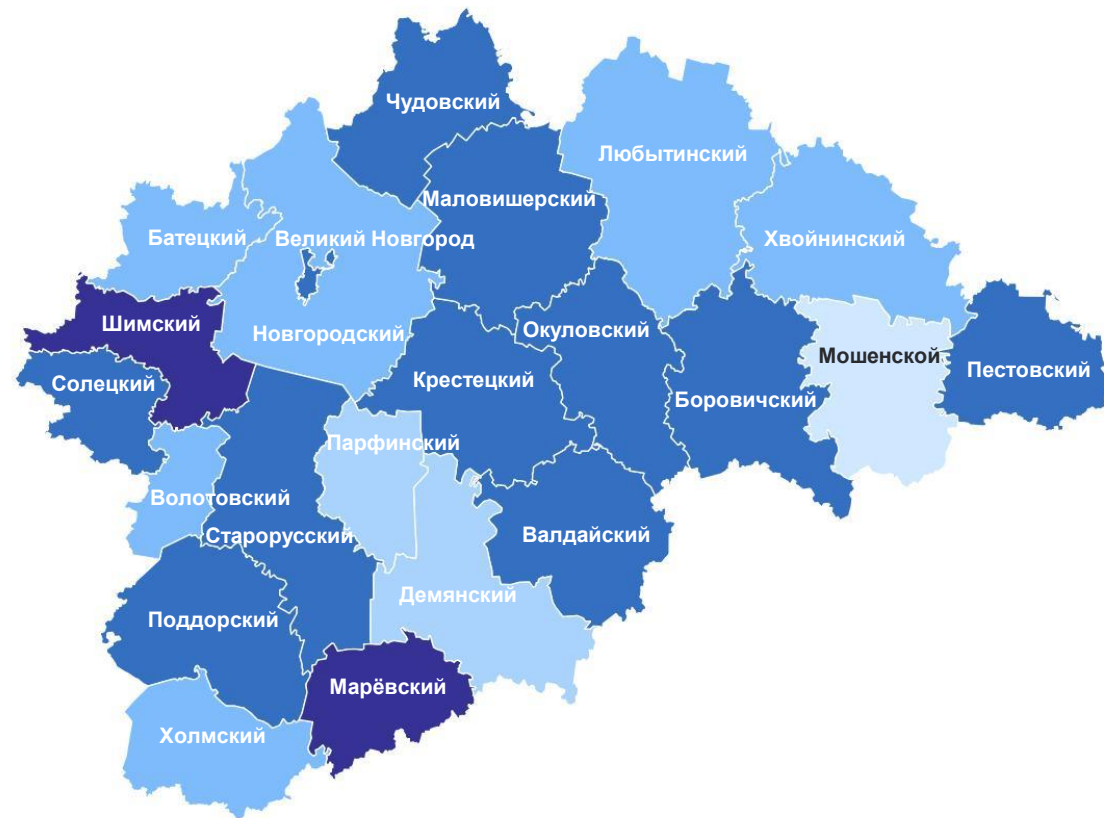 Чудовский
Любытинский
Маловишерский
Батецкий
Великий Новгород
Хвойнинский
Шимский
Новгородский
Окуловский
Мошенской
Солецкий
Крестецкий
Боровичский
Пестовский
Парфинский
Волотовский
Старорусский
Валдайский
Демянский
Поддорский
Марёвский
Холмский